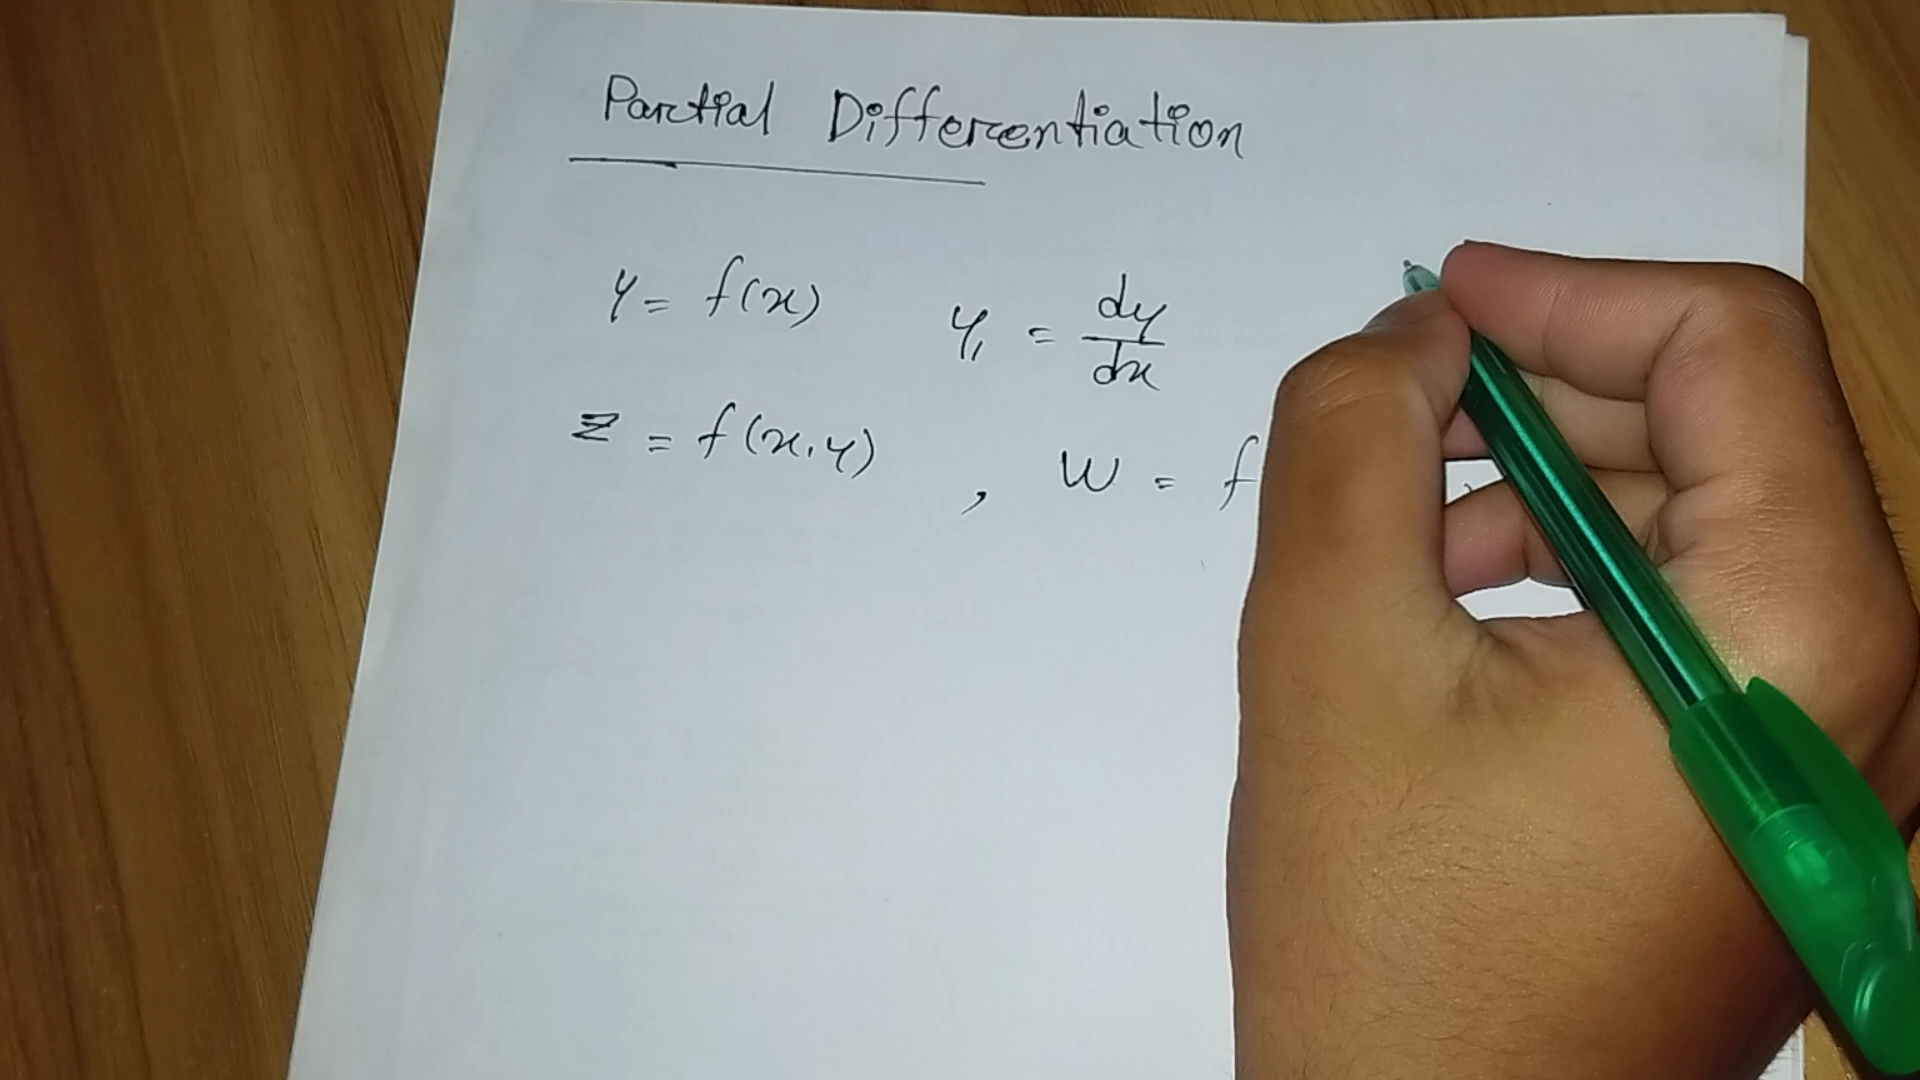 Partial Differentiation
y = f(x) y₁ = dy/dx
z = f(x,y) , w = f